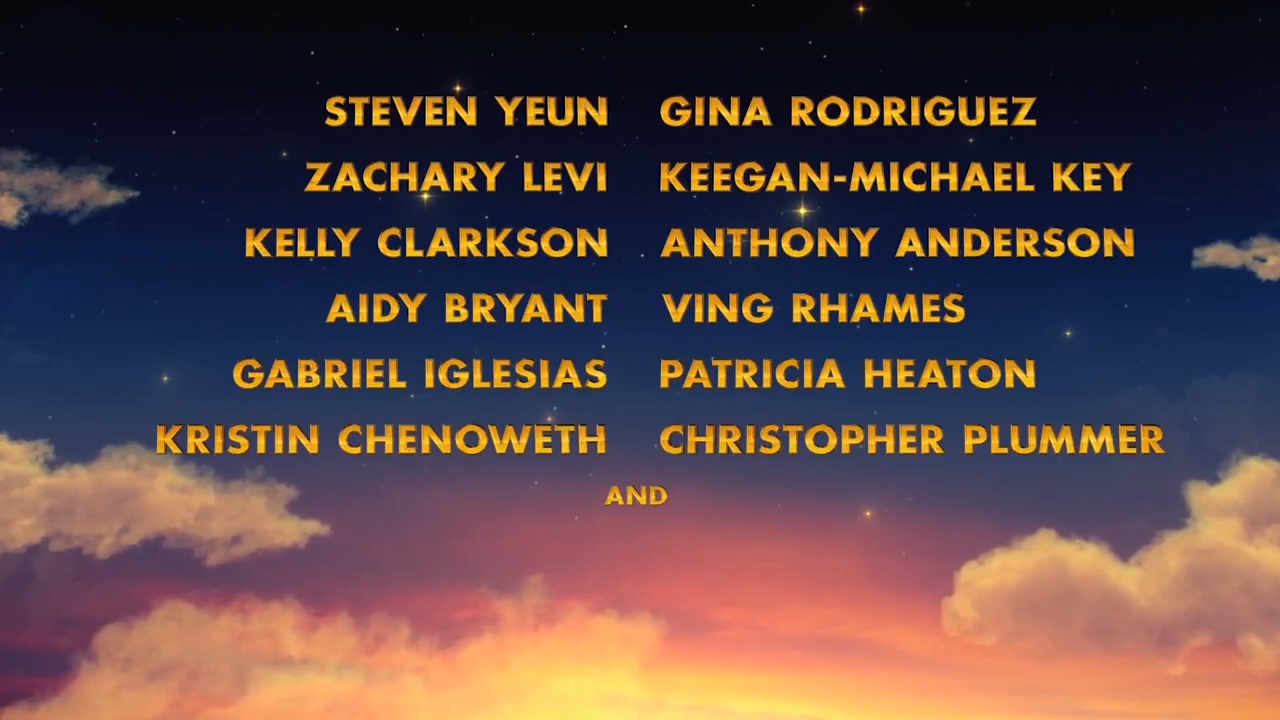 STEVEN YEUN GINA RODRIGUEZ
ZACHARY LEVI KEEGAN-MICHAEL KEY
KELLY CLARKSON ANTHONY ANDERSON
AIDY BRYANT VING RHAMES
GABRIEL IGLESIAS PATRICIA HEATON
KRISTIN CHENOWETH CHRISTOPHER PLUMMER
AND